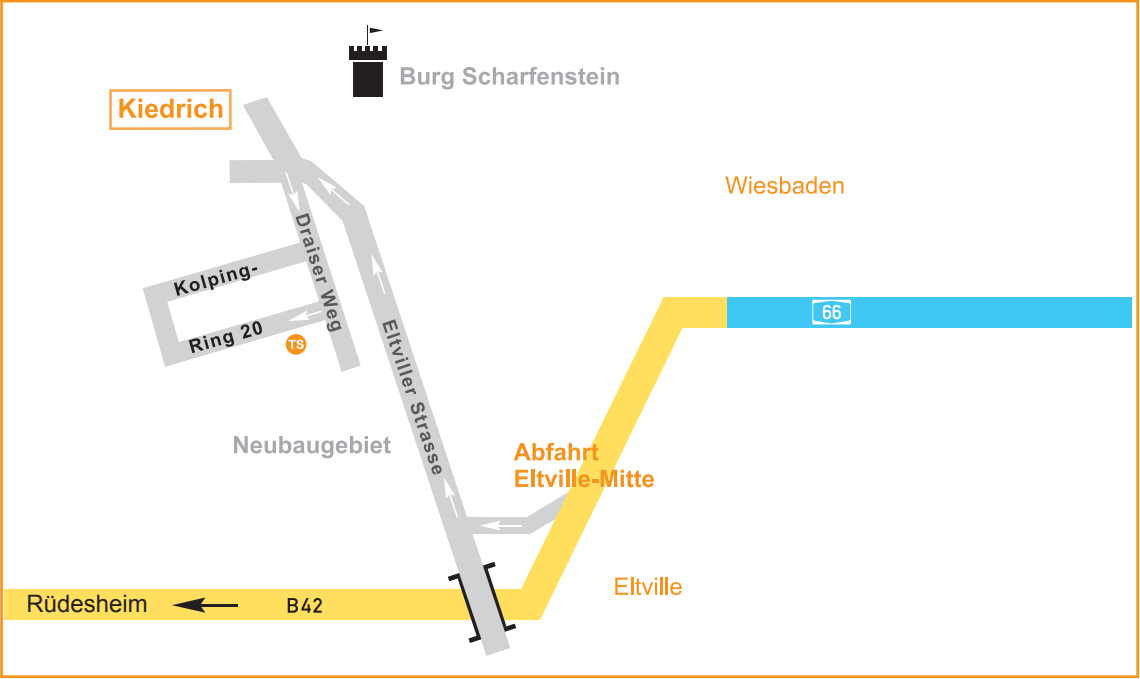 Burg Scharfenstein
Kiedrich
Wiesbaden
Draiser Weg
Kolping-
66
Ring 20
TS
Eltviller Strasse
Neubaugebiet
Abfahrt
Eltville-Mitte
Eltville
Rüdesheim
B42